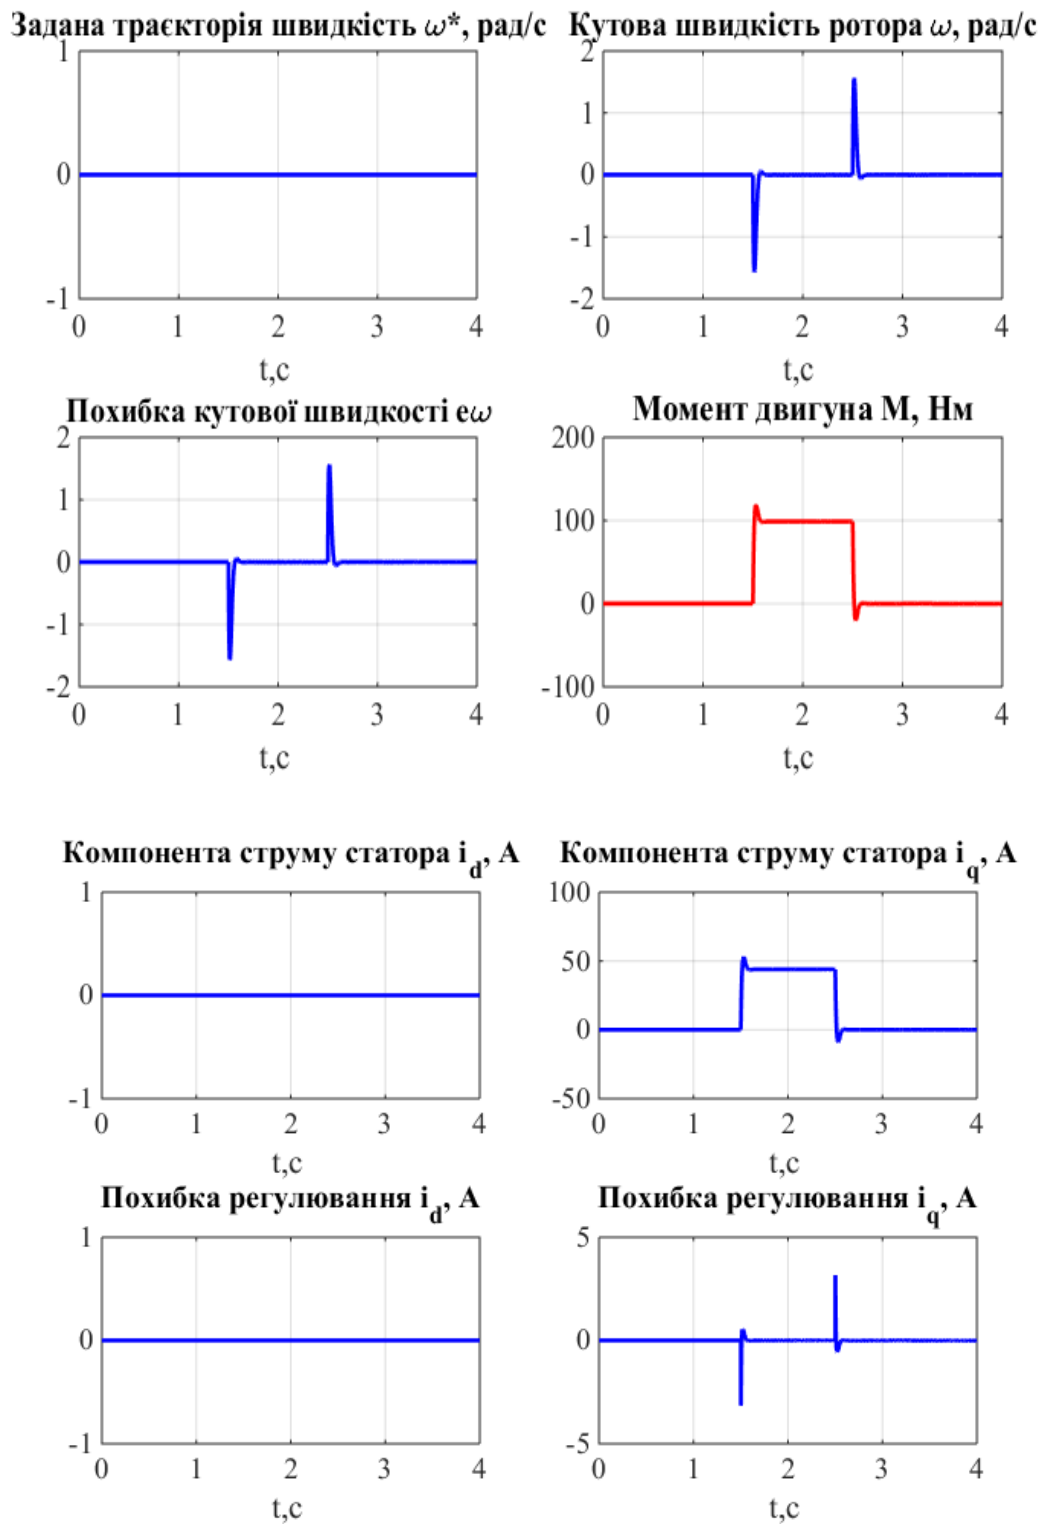 Задана траєкторія швидкість ω*, рад/с
1
0
-1
0 1 2 3 4
t,c
Кутова швидкість ротора ω, рад/с
2
1
0
-1
-2
0 1 2 3 4
t,c
Похибка кутової швидкості eω
2
1
0
-1
-2
0 1 2 3 4
t,c
Момент двигуна М, Нм
200
100
0
-100
0 1 2 3 4
t,c
Компонента струму статора i_d, А
1
0
-1
0 1 2 3 4
t,c
Компонента струму статора i_q, А
100
50
0
-50
0 1 2 3 4
t,c
Похибка регулювання i_d, А
1
0
-1
0 1 2 3 4
t,c
Похибка регулювання i_q, А
5
0
-5
0 1 2 3 4
t,c